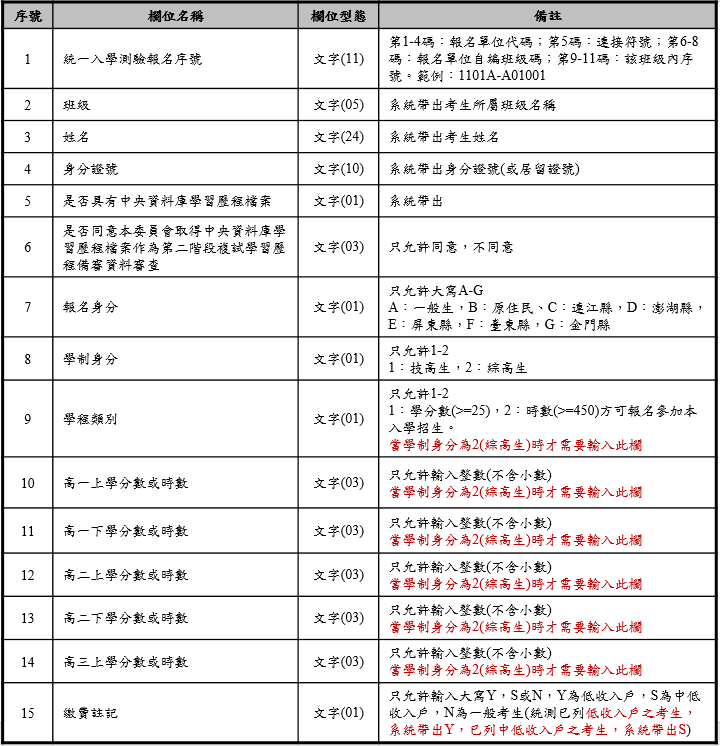 序號 欄位名稱 欄位型態 備註
1 統一入學測驗報名序號 文字(11) 第1-4碼：報名單位代碼；第5碼：連接符號；第6-8
碼：報名單位自編班級碼；第9-11碼：該班級內序
號。範例：1101A-A01001
2 班級 文字(05) 系統帶出考生所屬班級名稱
3 姓名 文字(24) 系統帶出考生姓名
4 身分證號 文字(10) 系統帶出身分證號(或居留證號)
5 是否具有中央資料庫學習歷程檔案 文字(01) 系統帶出
6 是否同意本委員會取得中央資料庫學
習歷程檔案作為第二階段複試學習歷
程備審資料審查 文字(03) 只允許同意，不同意
7 報名身分 文字(01) 只允許大寫A-G
A：一般生，B：原住民、C：連江縣，D：澎湖縣，
E：屏東縣，F：臺東縣，G：金門縣
8 學制身分 文字(01) 只允許1-2
1：技高生，2：綜高生
9 學程類別 文字(01) 只允許1-2
1：學分數(>=25)，2：時數(>=450)方可報名參加本
入學招生。
當學制身分為2(綜高生)時才需要輸入此欄
10 高一上學分數或時數 文字(03) 只允許輸入整數(不含小數)
當學制身分為2(綜高生)時才需要輸入此欄
11 高一下學分數或時數 文字(03) 只允許輸入整數(不含小數)
當學制身分為2(綜高生)時才需要輸入此欄
12 高二上學分數或時數 文字(03) 只允許輸入整數(不含小數)
當學制身分為2(綜高生)時才需要輸入此欄
13 高二下學分數或時數 文字(03) 只允許輸入整數(不含小數)
當學制身分為2(綜高生)時才需要輸入此欄
14 高三上學分數或時數 文字(03) 只允許輸入整數(不含小數)
當學制身分為2(綜高生)時才需要輸入此欄
15 繳費註記 文字(01) 只允許輸入大寫Y，S或N，Y為低收入戶，S為中低
收入戶，N為一般考生(統測已列低收入戶之考生，
系統帶出Y，已列中低收入戶之考生，系統帶出S)